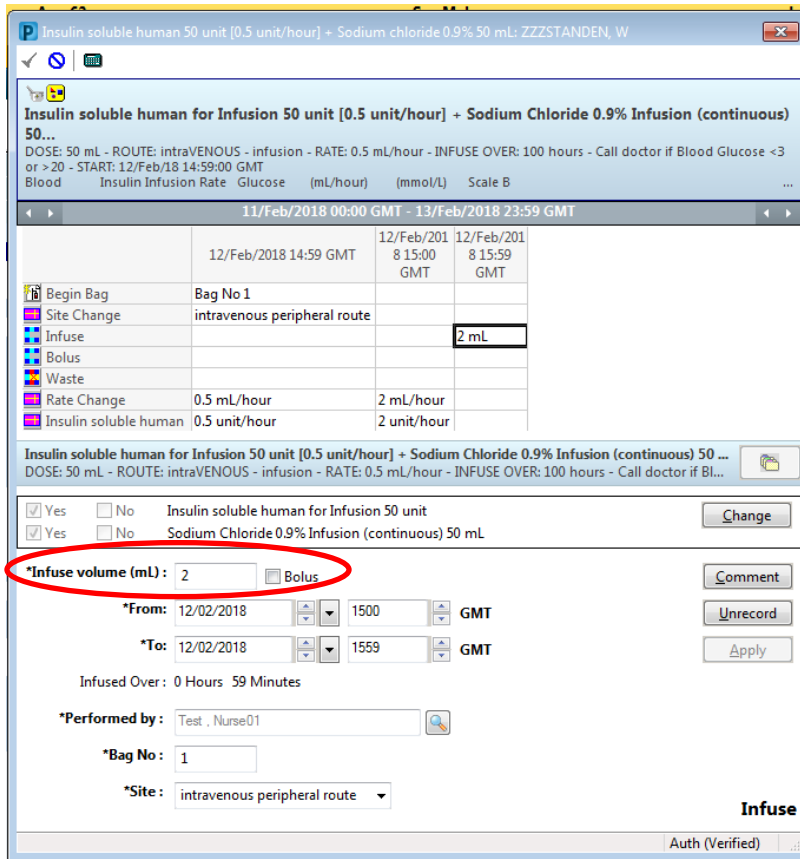 Insulin soluble human 50 unit [0.5 unit/hour] + Sodium chloride 0.9% 50 mL: ZZZSTANDEN, W
Insulin soluble human for Infusion 50 unit [0.5 unit/hour] + Sodium Chloride 0.9% Infusion (continuous)
50...
DOSE: 50 mL - ROUTE: intraVENOUS - infusion - RATE: 0.5 mL/hour - INFUSE OVER: 100 hours - Call doctor if Blood Glucose <3
or >20 - START: 12/Feb/18 14:59:00 GMT
Blood Insulin Infusion Rate Glucose (mL/hour) (mmol/L) Scale B ...
11/Feb/2018 00:00 GMT - 13/Feb/2018 23:59 GMT
12/Feb/2018 14:59 GMT
12/Feb/201
8 15:00
GMT
12/Feb/201
8 15:59
GMT
Begin Bag Bag No 1
Site Change intravenous peripheral route
Infuse 2 mL
Bolus
Waste
Rate Change 0.5 mL/hour 2 mL/hour
Insulin soluble human 0.5 unit/hour 2 unit/hour
Insulin soluble human for Infusion 50 unit [0.5 unit/hour] + Sodium Chloride 0.9% Infusion (continuous) 50 ...
DOSE: 50 mL - ROUTE: intraVENOUS - infusion - RATE: 0.5 mL/hour - INFUSE OVER: 100 hours - Call doctor if Bl...
Yes No Insulin soluble human for Infusion 50 unit
Yes No Sodium Chloride 0.9% Infusion (continuous) 50 mL
Change
*Infuse volume (mL) : 2 Bolus
Comment
*From: 12/02/2018 1500 GMT
Unrecord
*To: 12/02/2018 1559 GMT
Apply
Infused Over : 0 Hours 59 Minutes
*Performed by : Test , Nurse01
*Bag No : 1
*Site : intravenous peripheral route
Infuse
Auth (Verified)